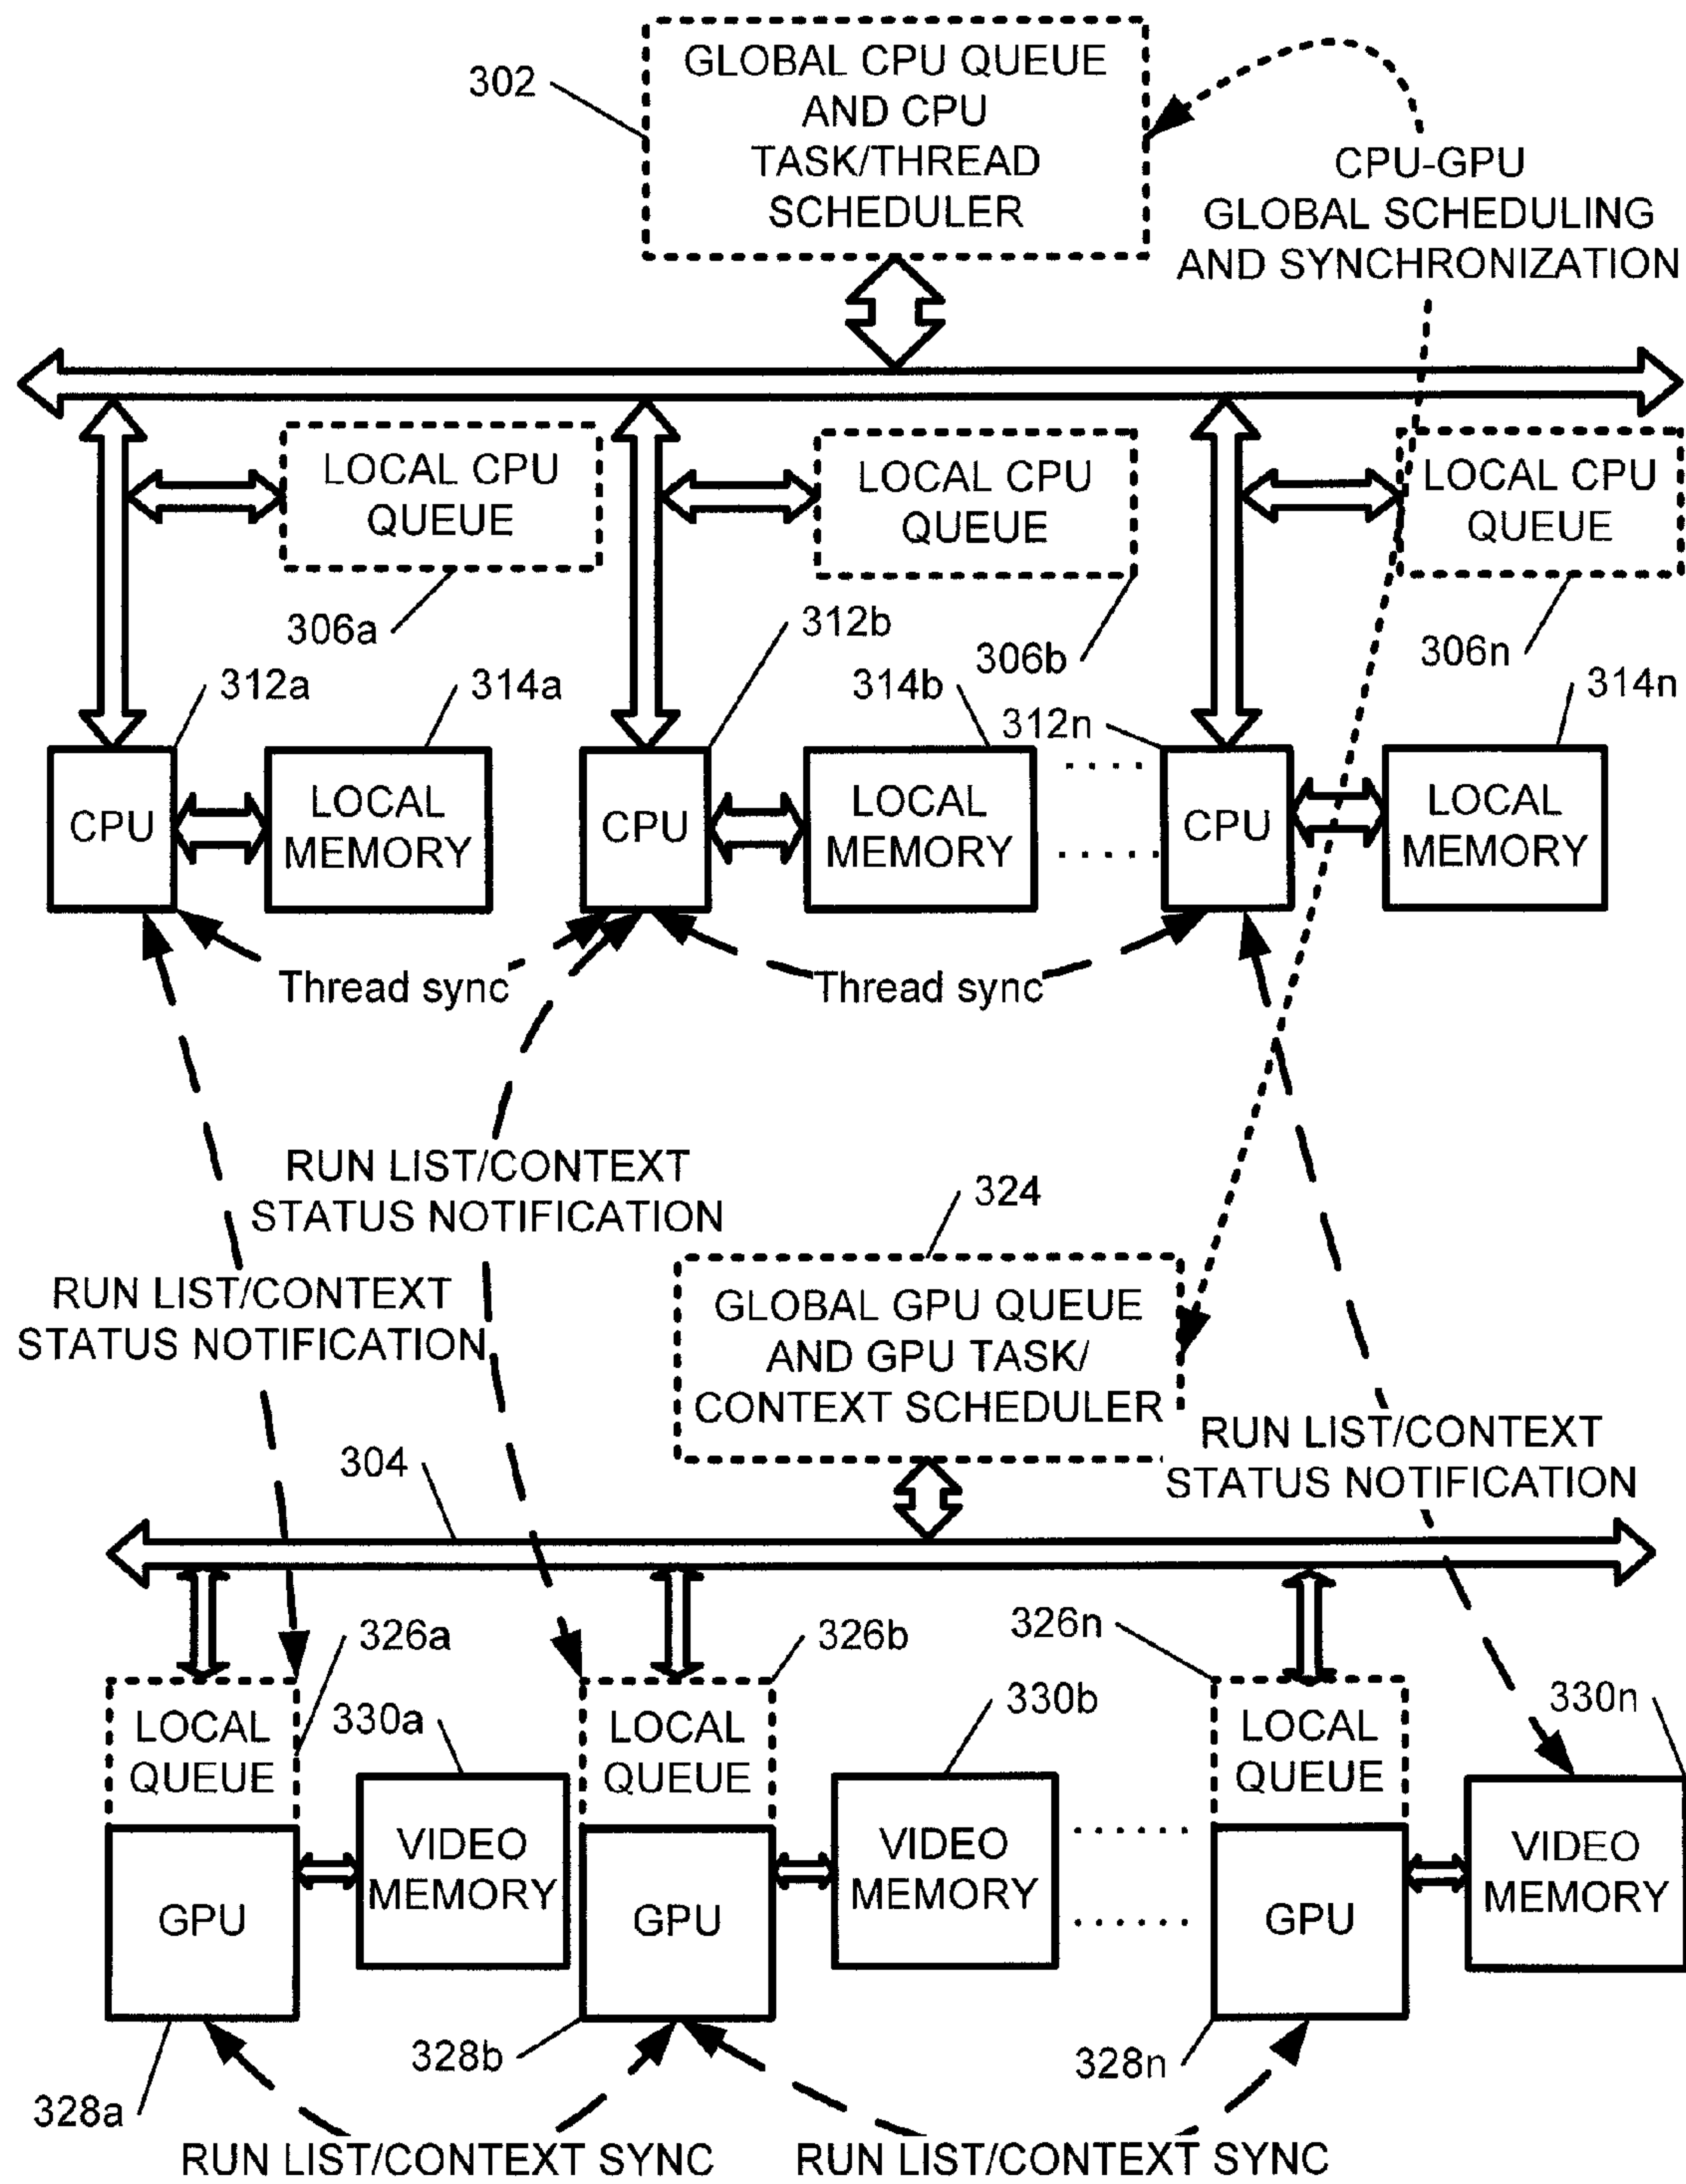 GLOBAL CPU QUEUE
AND CPU
TASK/THREAD
SCHEDULER
302
CPU-GPU
GLOBAL SCHEDULING
AND SYNCHRONIZATION
LOCAL CPU
QUEUE
LOCAL CPU
QUEUE
LOCAL CPU
QUEUE
306a
312b
306b
306n
312a
314a
314b
312n
314n
CPU
LOCAL
MEMORY
CPU
LOCAL
MEMORY
CPU
LOCAL
MEMORY
Thread sync
Thread sync
RUN LIST/CONTEXT
STATUS NOTIFICATION
324
RUN LIST/CONTEXT
STATUS NOTIFICATION
GLOBAL GPU QUEUE
AND GPU TASK/
CONTEXT SCHEDULER
RUN LIST/CONTEXT
STATUS NOTIFICATION
304
326a
326b
326n
LOCAL
QUEUE
330a
LOCAL
QUEUE
330b
LOCAL
QUEUE
330n
GPU
VIDEO
MEMORY
GPU
VIDEO
MEMORY
GPU
VIDEO
MEMORY
328a
328b
328n
RUN LIST/CONTEXT SYNC
RUN LIST/CONTEXT SYNC